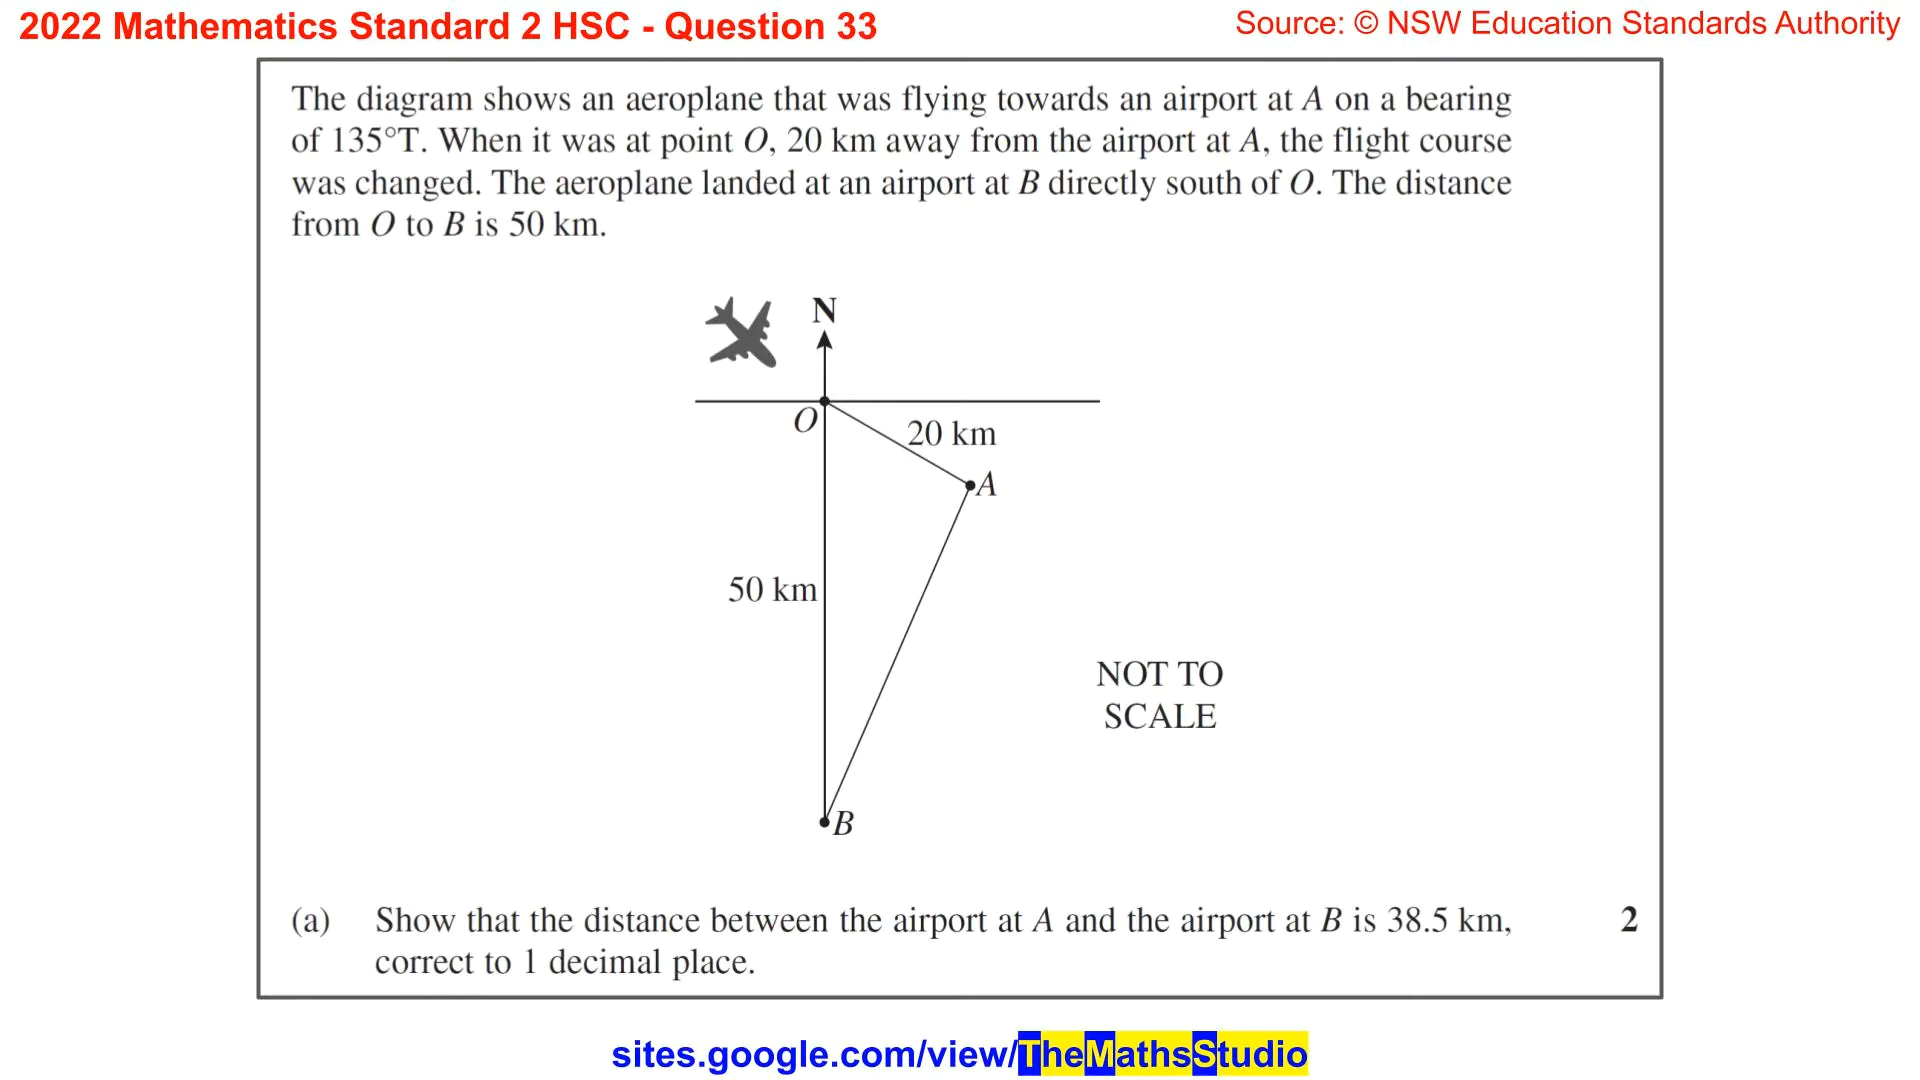 2022 Mathematics Standard 2 HSC - Question 33
Source: © NSW Education Standards Authority
The diagram shows an aeroplane that was flying towards an airport at A on a bearing
of 135°T. When it was at point O, 20 km away from the airport at A, the flight course
was changed. The aeroplane landed at an airport at B directly south of O. The distance
from O to B is 50 km.
N
O
20 km
A
50 km
NOT TO
SCALE
B
(a) Show that the distance between the airport at A and the airport at B is 38.5 km, 2
correct to 1 decimal place.
sites.google.com/view/TheMathsStudio